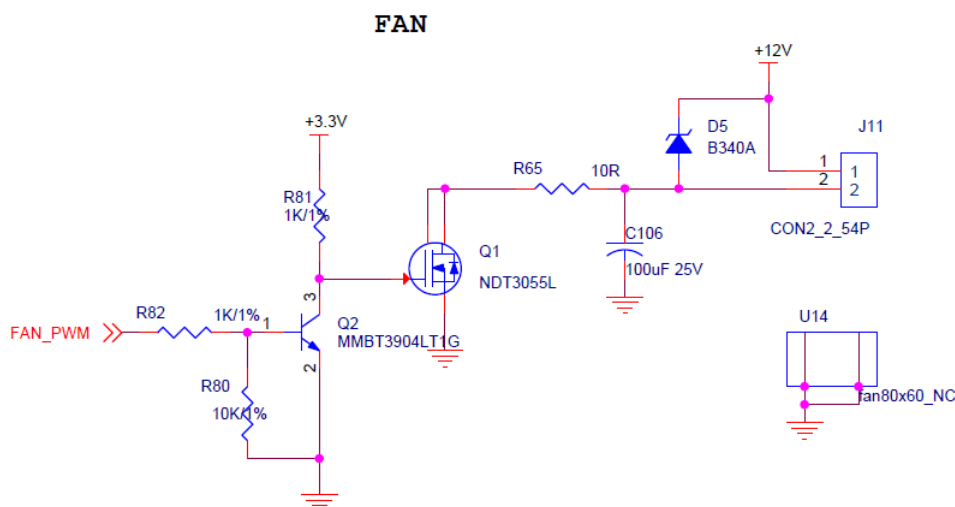 FAN
+12V
D5
B340A
J11
+3.3V
R65
10R
1
2
1
2
R81
1K/1%
C106
100uF 25V
CON2_2_54P
Q1
NDT3055L
3
R82
1K/1%
1
Q2
MMBT3904LT1G
FAN_PWM
2
R80
10K/1%
U14
fan80x60_NC